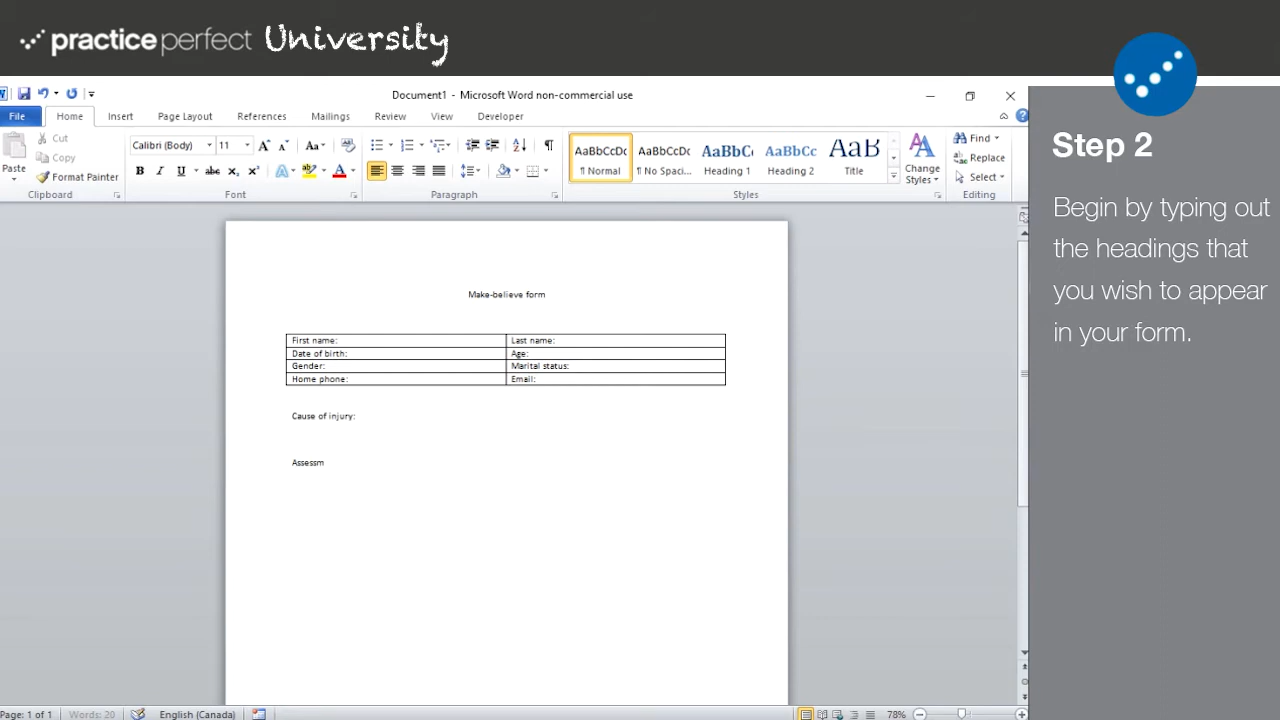 practiceperfect University
Document1 - Microsoft Word non-commercial use
File Home Insert Page Layout References Mailings Review View Developer
Paste
Cut
Copy
Format Painter
Clipboard
Calibri (Body) 11
Font
Paragraph
AaBbCcDc AaBbCcDc AaBbC AaBbCc AaB
¶ Normal ¶ No Spaci... Heading 1 Heading 2 Title
Change
Styles
Styles
Find
Replace
Select
Editing
Make-believe form
First name: Last name:
Date of birth: Age:
Gender: Marital status:
Home phone: Email:
Cause of injury:
Assessm
Page: 1 of 1 Words: 20 English (Canada) 78%
Step 2
Begin by typing out
the headings that
you wish to appear
in your form.